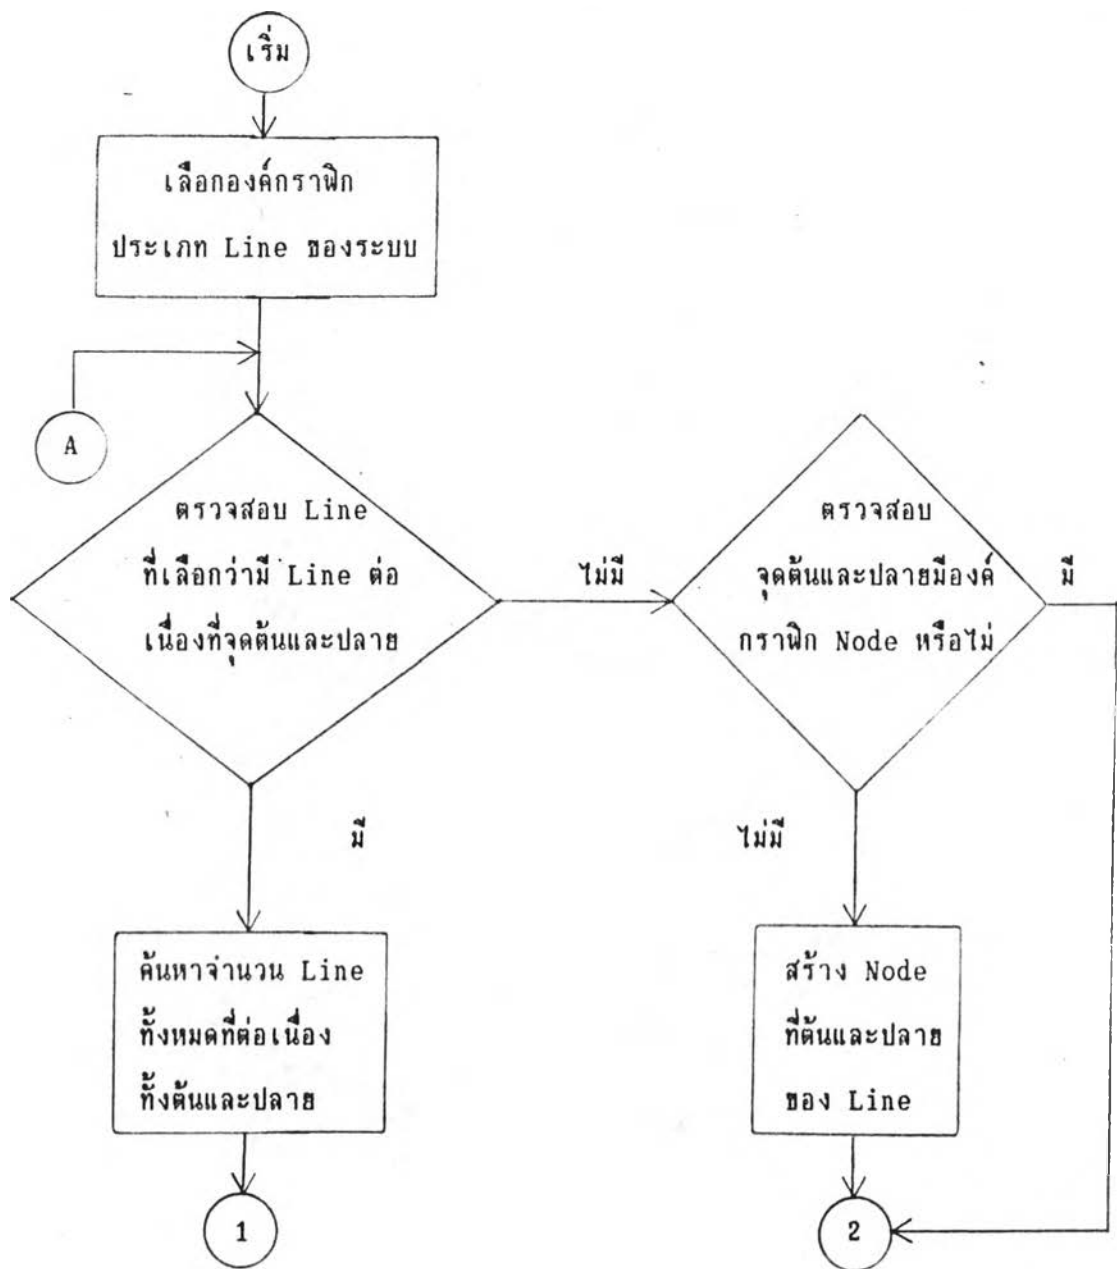 เริ่ม
เลือกองค์กราฟิก
ประเภท Line ของระบบ
A
ตรวจสอบ Line
ที่เลือกว่ามี Line ต่อ
เนื่องที่จุดต้นและปลาย
ไม่มี
ตรวจสอบ
จุดต้นและปลายมีองค์
กราฟิก Node หรือไม่
มี
มี
ไม่มี
ค้นหาจำนวน Line
ทั้งหมดที่ต่อเนื่อง
ทั้งต้นและปลาย
สร้าง Node
ที่ต้นและปลาย
ของ Line
1
2